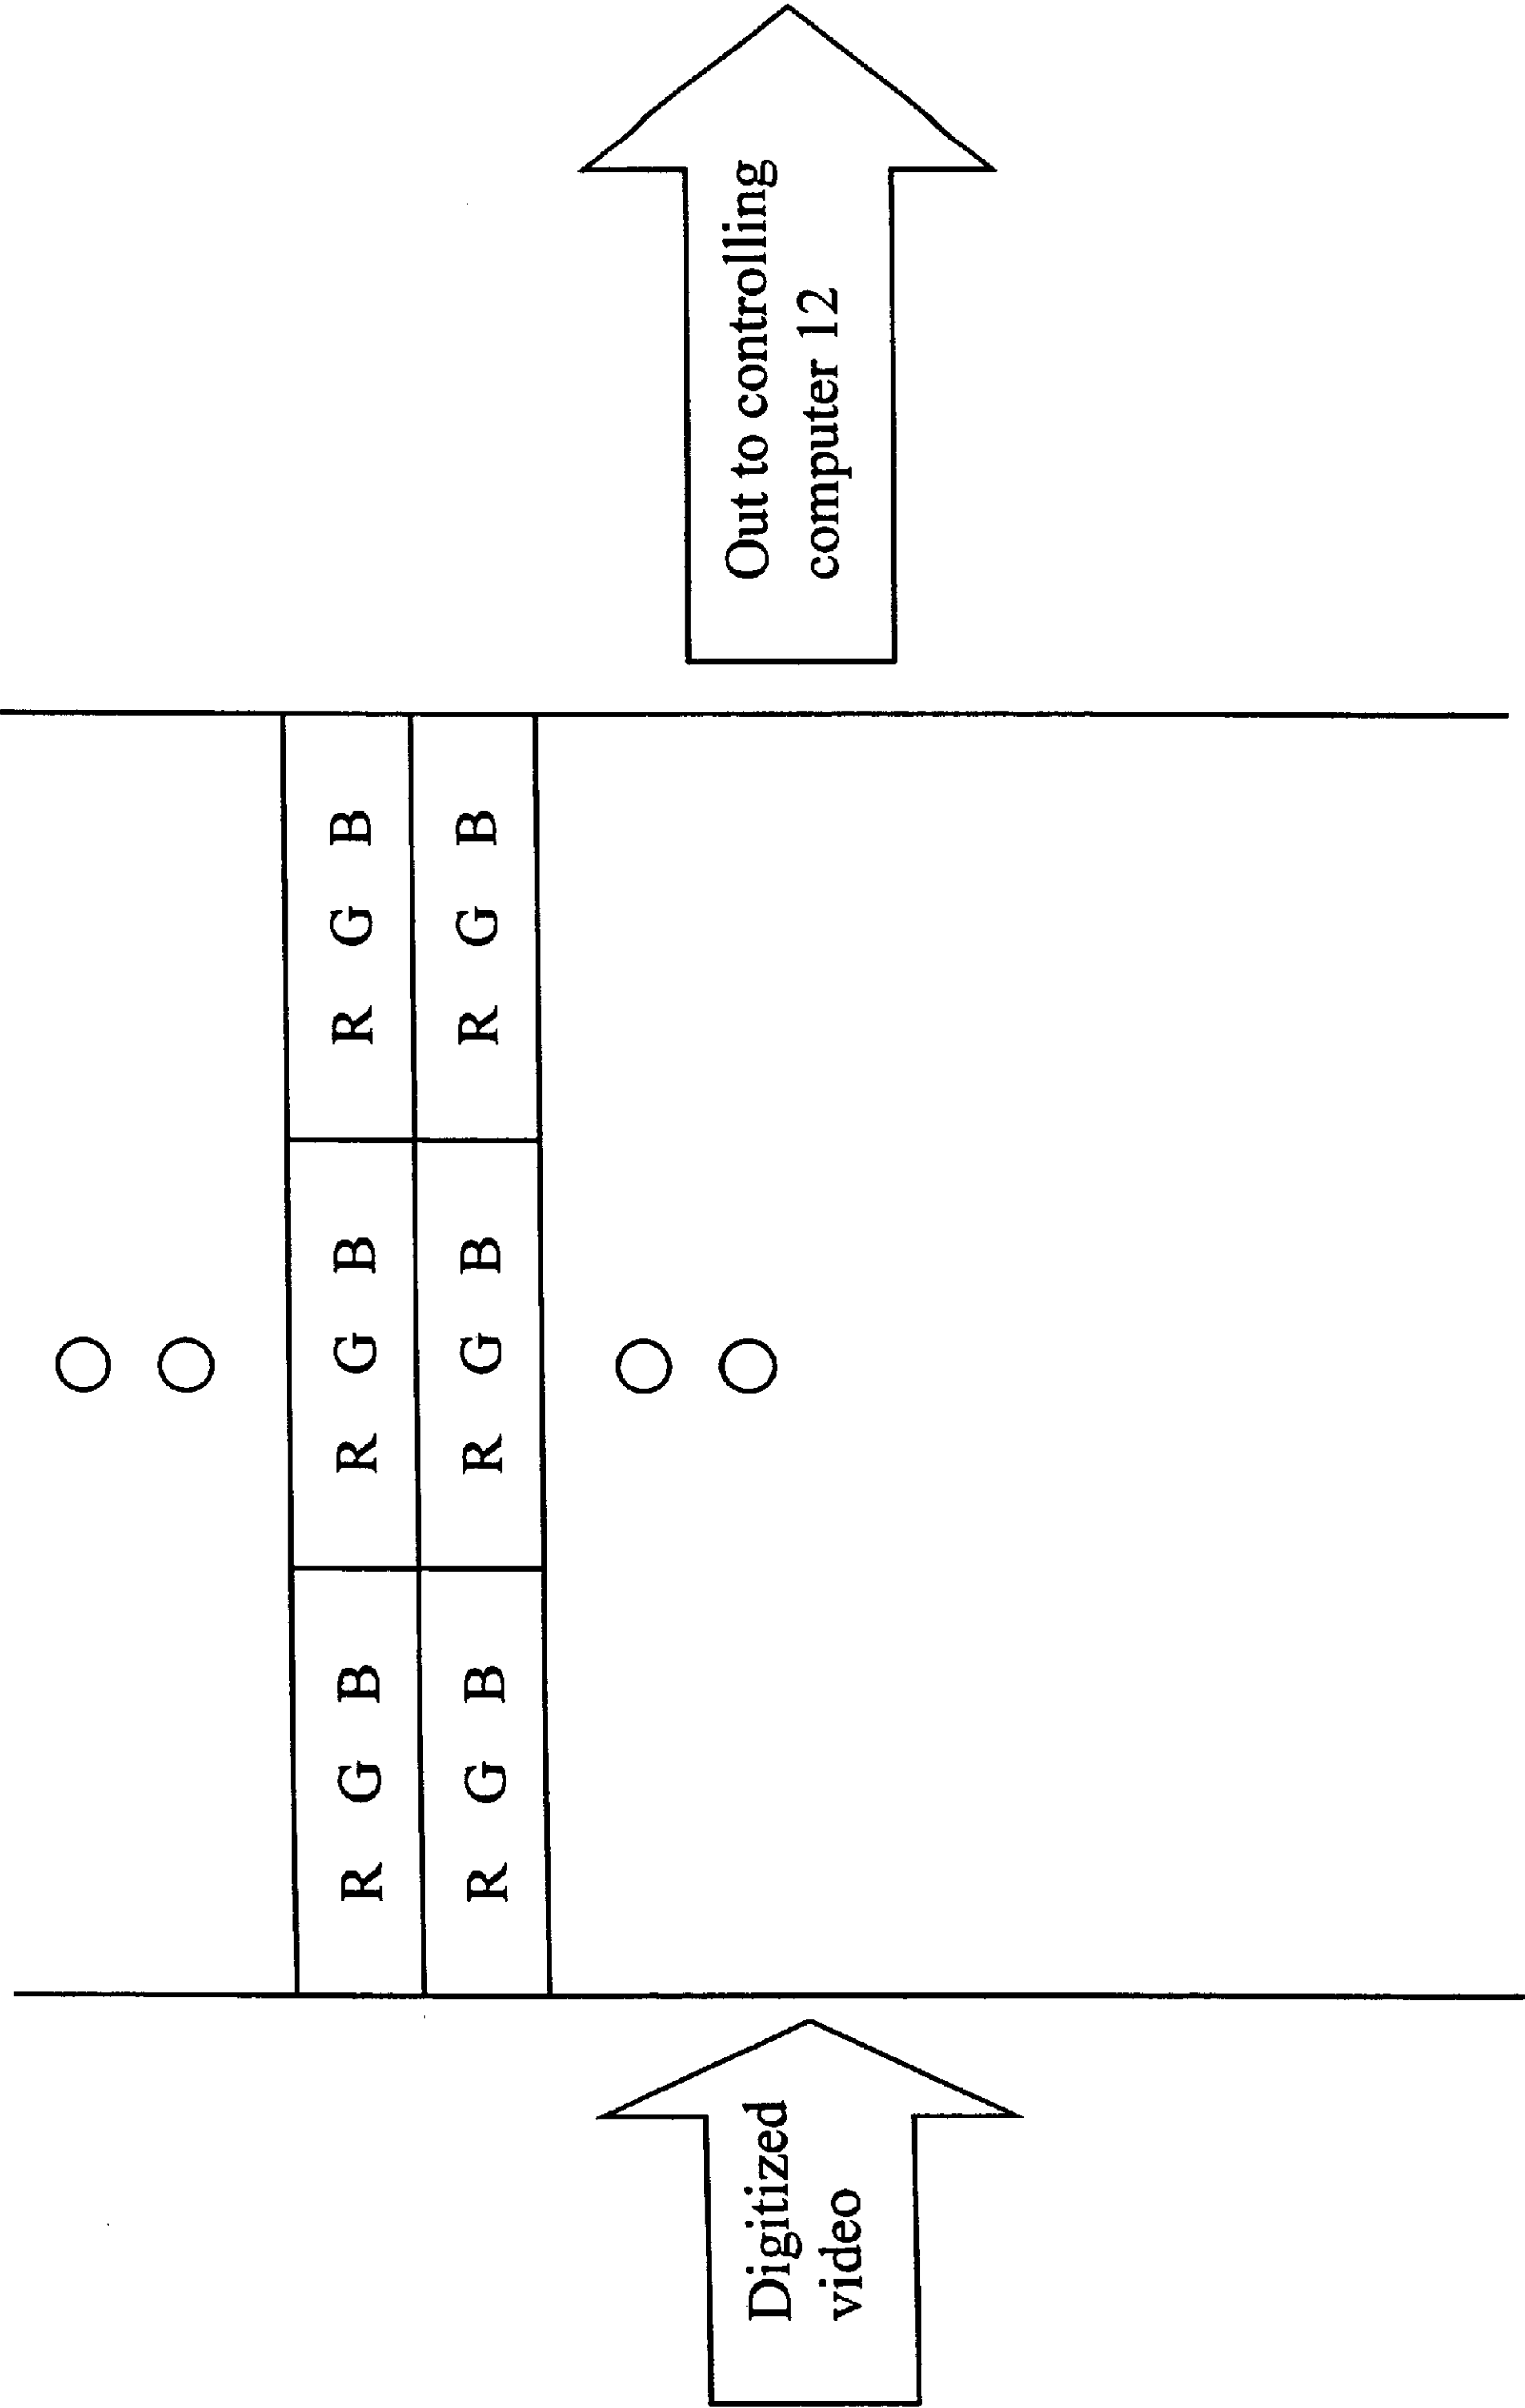 R G B R G B R G B
R G B R G B R G B
Digitized
video
Out to controlling
computer 12